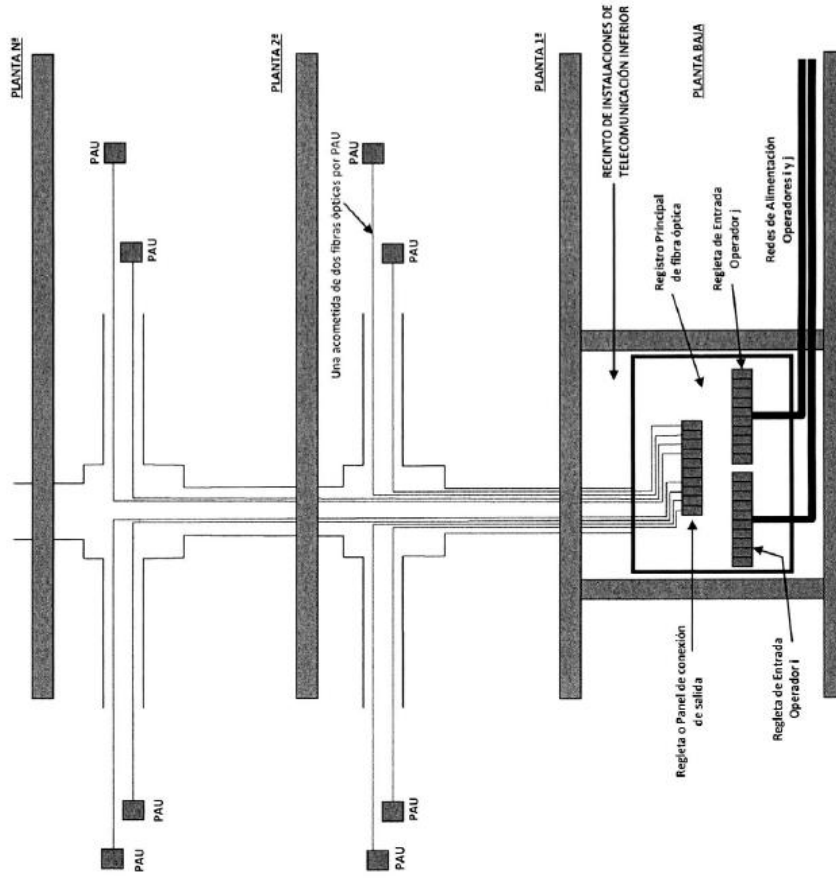 PLANTA Nª
PAU
PAU
PAU
PAU
PLANTA 2ª
PAU
PAU
Una acometida de dos fibras ópticas por PAU
PAU
PAU
PLANTA 1ª
RECINTO DE INSTALACIONES DE
TELECOMUNICACIÓN INFERIOR
PLANTA BAJA
Registro Principal
de fibra óptica
Regleta de Entrada
Operador j
Redes de Alimentación
Operadores i y j
Regleta o Panel de conexión
de salida
Regleta de Entrada
Operador i